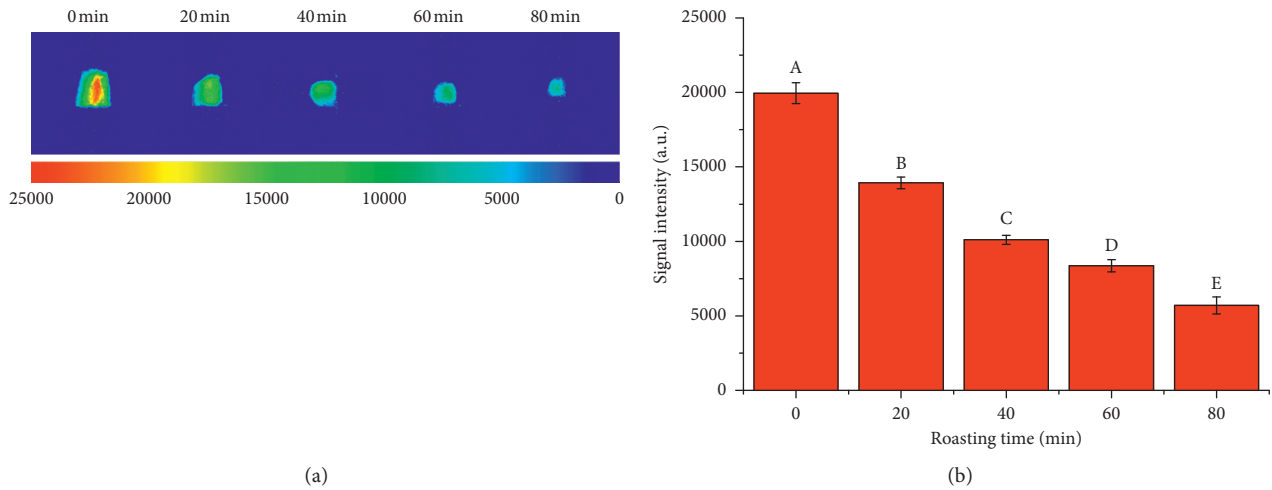 0 min 20 min 40 min 60 min 80 min
25000 20000 15000 10000 5000 0
(a)
25000
20000
15000
10000
5000
0
Signal intensity (a.u.)
A
B
C
D
E
0 20 40 60 80
Roasting time (min)
(b)